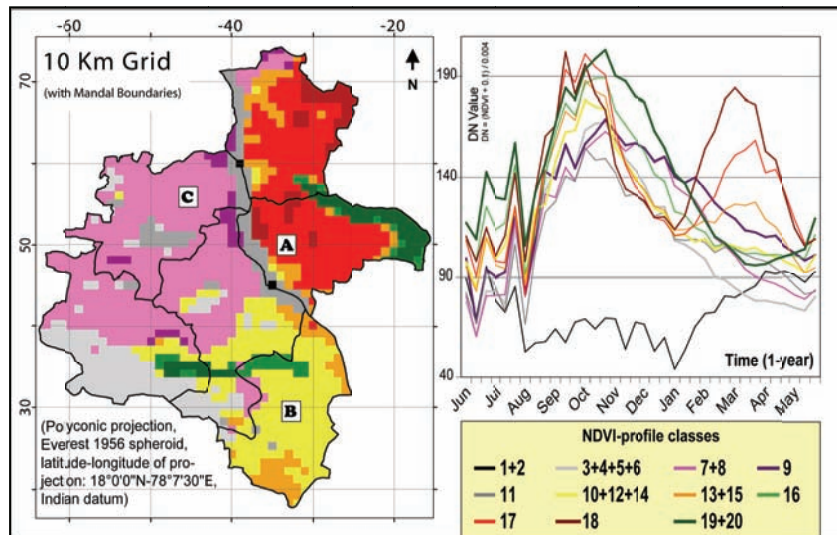 -60
-40
-20
10 Km Grid
(with Mandal Boundaries)
N
70
50
30
C
A
B
(Polyconic projection,
Everest 1956 spheroid,
latitude-longitude of pro-
jection: 18°0'0"N-78°7'30"E,
Indian datum)
DN Value
DN = (NDVI + 0.1) / 0.004
190
140
90
40
Time (1-year)
Jun
Jul
Aug
Sep
Oct
Nov
Dec
Jan
Feb
Mar
Apr
May
NDVI-profile classes
1+2 3+4+5+6 7+8 9
11 10+12+14 13+15 16
17 18 19+20